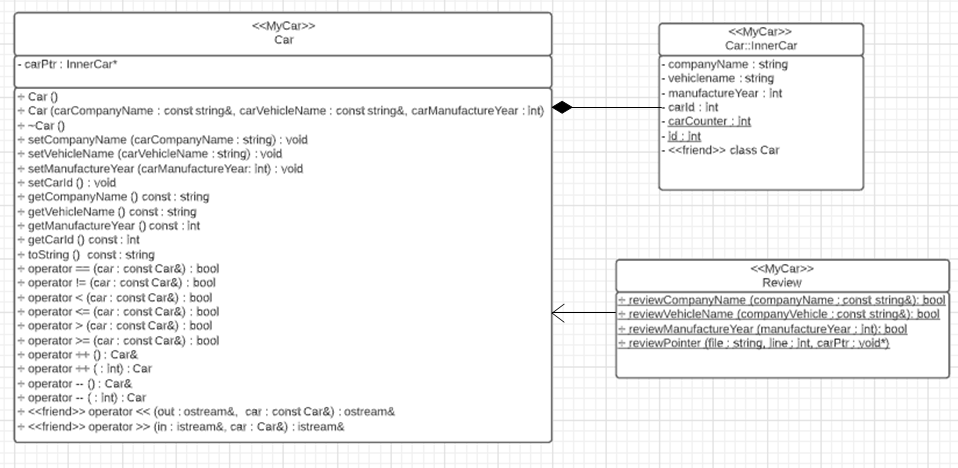 <<MyCar>>
Car
- carPtr : InnerCar*
+ Car ()
+ Car (carCompanyName : const string&, carVehicleName : const string&, carManufactureYear : int)
+ ~Car ()
+ setCompanyName (carCompanyName : string) : void
+ setVehicleName (carVehicleName : string) : void
+ setManufactureYear (carManufactureYear: int) : void
+ setCarId () : void
+ getCompanyName () const : string
+ getVehicleName () const : string
+ getManufactureYear () const : int
+ getCarId () const : int
+ toString () const : string
+ operator == (car : const Car&) : bool
+ operator != (car : const Car&) : bool
+ operator < (car : const Car&) : bool
+ operator <= (car : const Car&) : bool
+ operator > (car : const Car&) : bool
+ operator >= (car : const Car&) : bool
+ operator ++ () : Car&
+ operator ++ ( : int) : Car
+ operator -- () : Car&
+ operator -- ( : int) : Car
+ <<friend>> operator << (out : ostream&, car : const Car&) : ostream&
+ <<friend>> operator >> (in : istream&, car : Car&) : istream&
<<MyCar>>
Car::InnerCar
- companyName : string
- vehiclename : string
- manufactureYear : int
- carId : int
- carCounter : int
- id : int
- <<friend>> class Car
<<MyCar>>
Review
+ reviewCompanyName (companyName : const string&): bool
+ reviewVehicleName (companyVehicle : const string&): bool
+ reviewManufactureYear (manufactureYear : int): bool
+ reviewPointer (file : string, line : int, carPtr : void*)